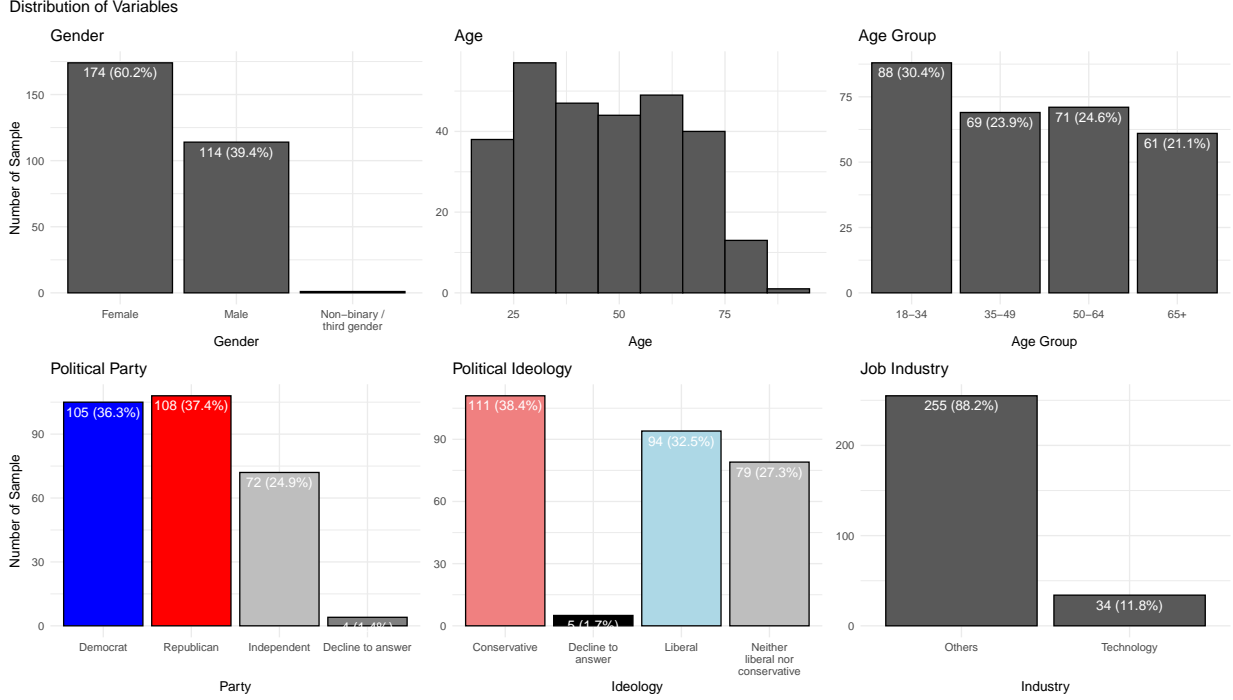 Distribution of Variables
Gender
Number of Sample
150
100
50
0
174 (60.2%)
114 (39.4%)
Female
Male
Non−binary /
third gender
Gender
Age
40
20
0
25
50
75
Age
Age Group
75
50
25
0
88 (30.4%)
69 (23.9%)
71 (24.6%)
61 (21.1%)
18−34
35−49
50−64
65+
Age Group
Political Party
Number of Sample
90
60
30
0
105 (36.3%)
108 (37.4%)
72 (24.9%)
4 (1.4%)
Democrat
Republican
Independent
Decline to answer
Party
Political Ideology
90
60
30
0
111 (38.4%)
5 (1.7%)
94 (32.5%)
79 (27.3%)
Conservative
Decline to
answer
Liberal
Neither
liberal nor
conservative
Ideology
Job Industry
200
100
0
255 (88.2%)
34 (11.8%)
Others
Technology
Industry